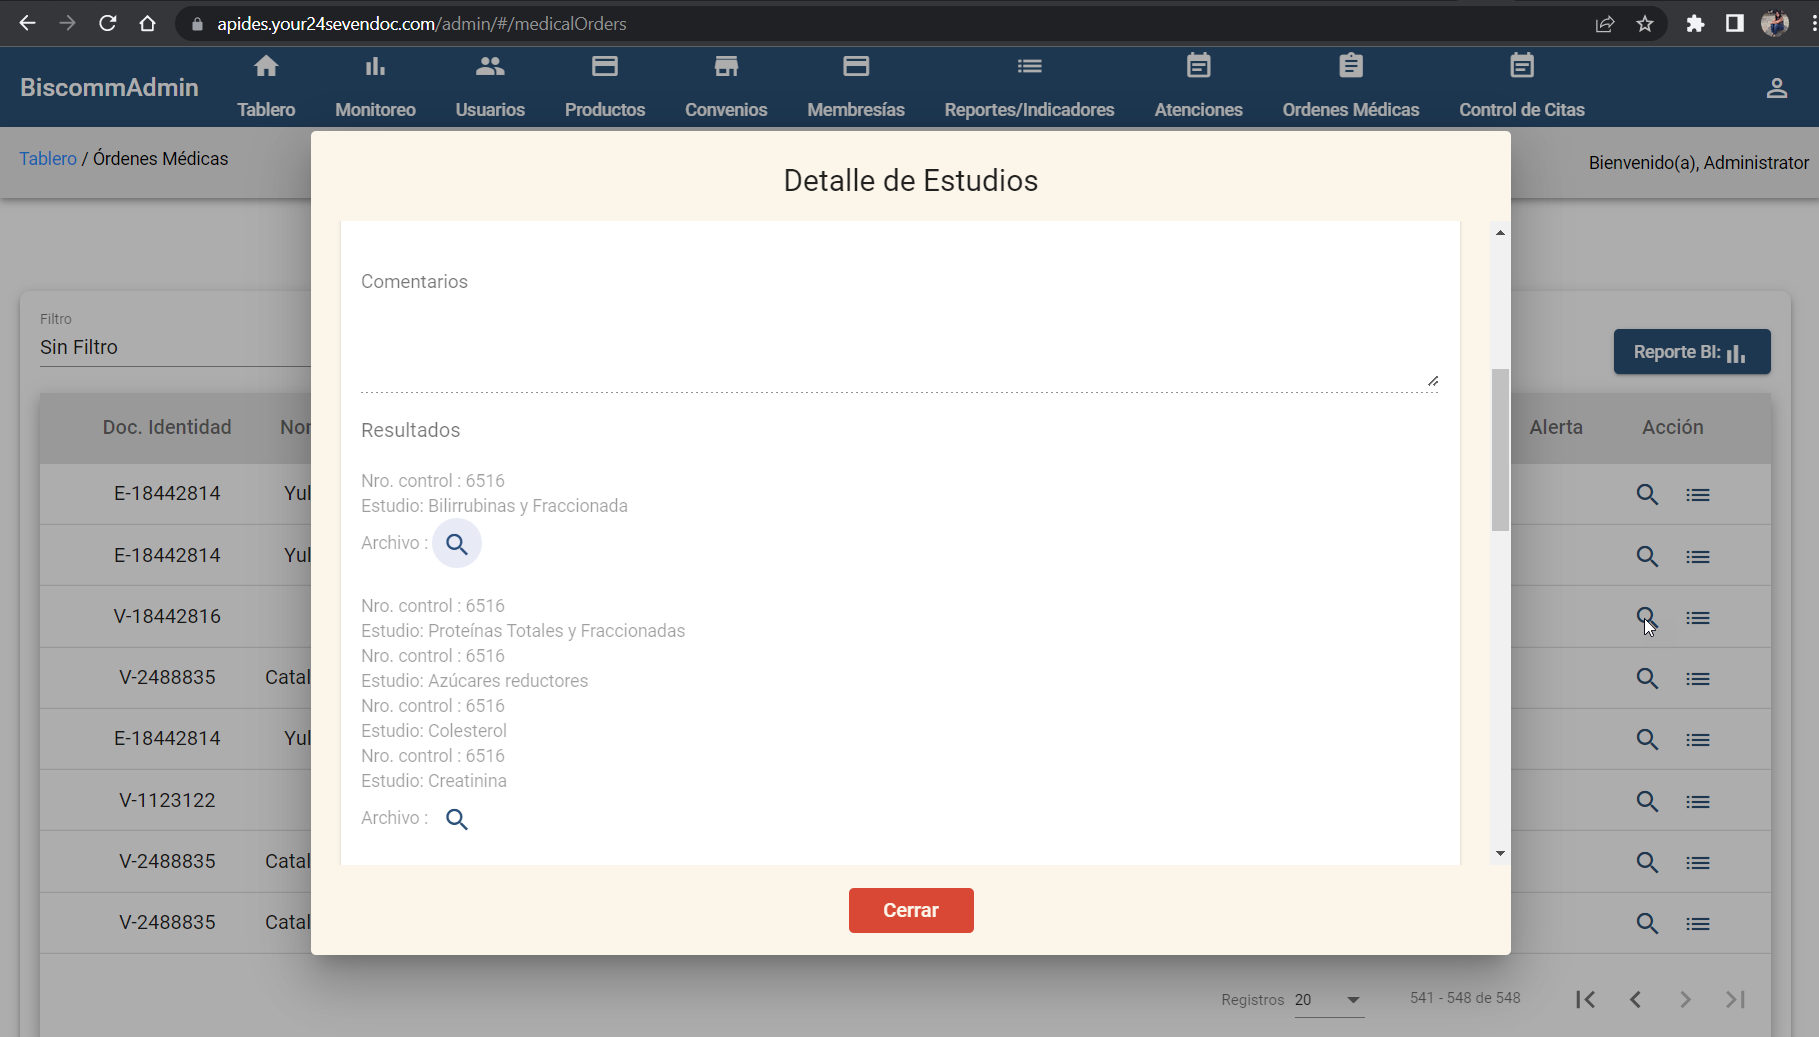 apides.your24sevendoc.com/admin/#/medicalOrders
BiscommAdmin
Tablero
Monitoreo
Usuarios
Productos
Convenios
Membresías
Reportes/Indicadores
Atenciones
Ordenes Médicas
Control de Citas
Tablero / Órdenes Médicas
Bienvenido(a), Administrator
Detalle de Estudios
Comentarios
Resultados
Nro. control : 6516
Estudio: Bilirrubinas y Fraccionada
Archivo :
Nro. control : 6516
Estudio: Proteínas Totales y Fraccionadas
Nro. control : 6516
Estudio: Azúcares reductores
Nro. control : 6516
Estudio: Colesterol
Nro. control : 6516
Estudio: Creatinina
Archivo :
Cerrar
Filtro
Sin Filtro
Reporte BI:
Doc. Identidad Nor Alerta Acción
E-18442814 Yul
E-18442814 Yul
V-18442816
V-2488835 Catal
E-18442814 Yul
V-1123122
V-2488835 Catal
V-2488835 Catal
Registros 20 541 - 548 de 548